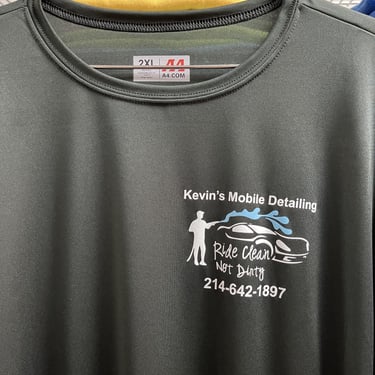 2XL A4
A4.COM
Kevin's Mobile Detailing
Ride Clean
Not Dirty
214-642-1897